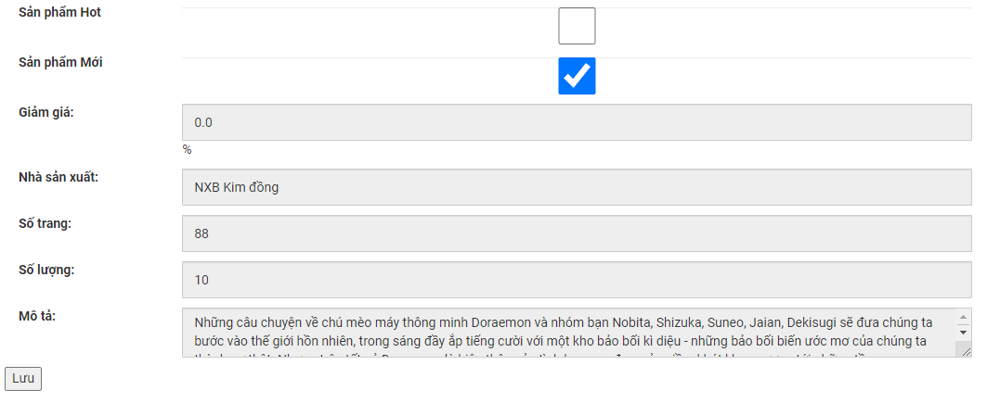 Sản phẩm Hot
Sản phẩm Mới
Giảm giá:
0.0
%
Nhà sản xuất:
NXB Kim đồng
Số trang:
88
Số lượng:
10
Mô tả:
Những câu chuyện về chú mèo máy thông minh Doraemon và nhóm bạn Nobita, Shizuka, Suneo, Jaian, Dekisugi sẽ đưa chúng ta
bước vào thế giới hồn nhiên, trong sáng đầy ắp tiếng cười với một kho bảo bối kì diệu - những bảo bối biến ước mơ của chúng ta
Lưu